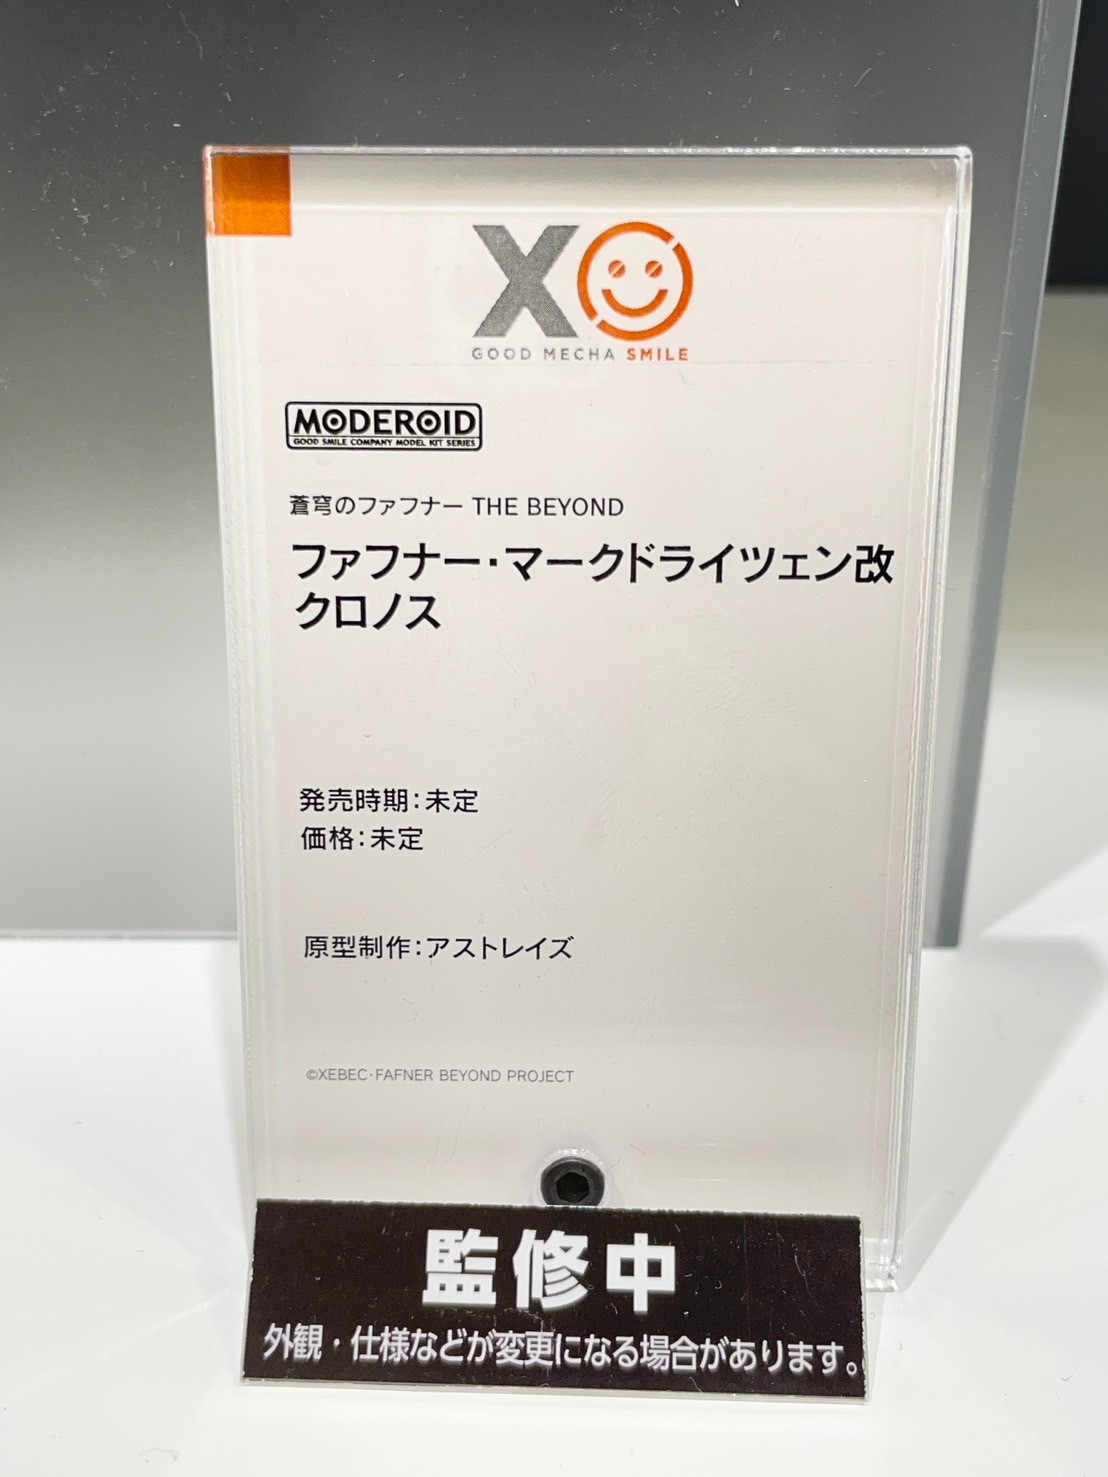 XO
GOOD MECHA SMILE
MODEROID
GOOD SMILE COMPANY MODEL KIT SERIES
蒼穹のファフナー THE BEYOND
ファフナー・マークドライツェン改
クロノス
発売時期：未定
価格：未定
原型制作：アストレイズ
©XEBEC・FAFNER BEYOND PROJECT
監修中
外観・仕様などが変更になる場合があります。